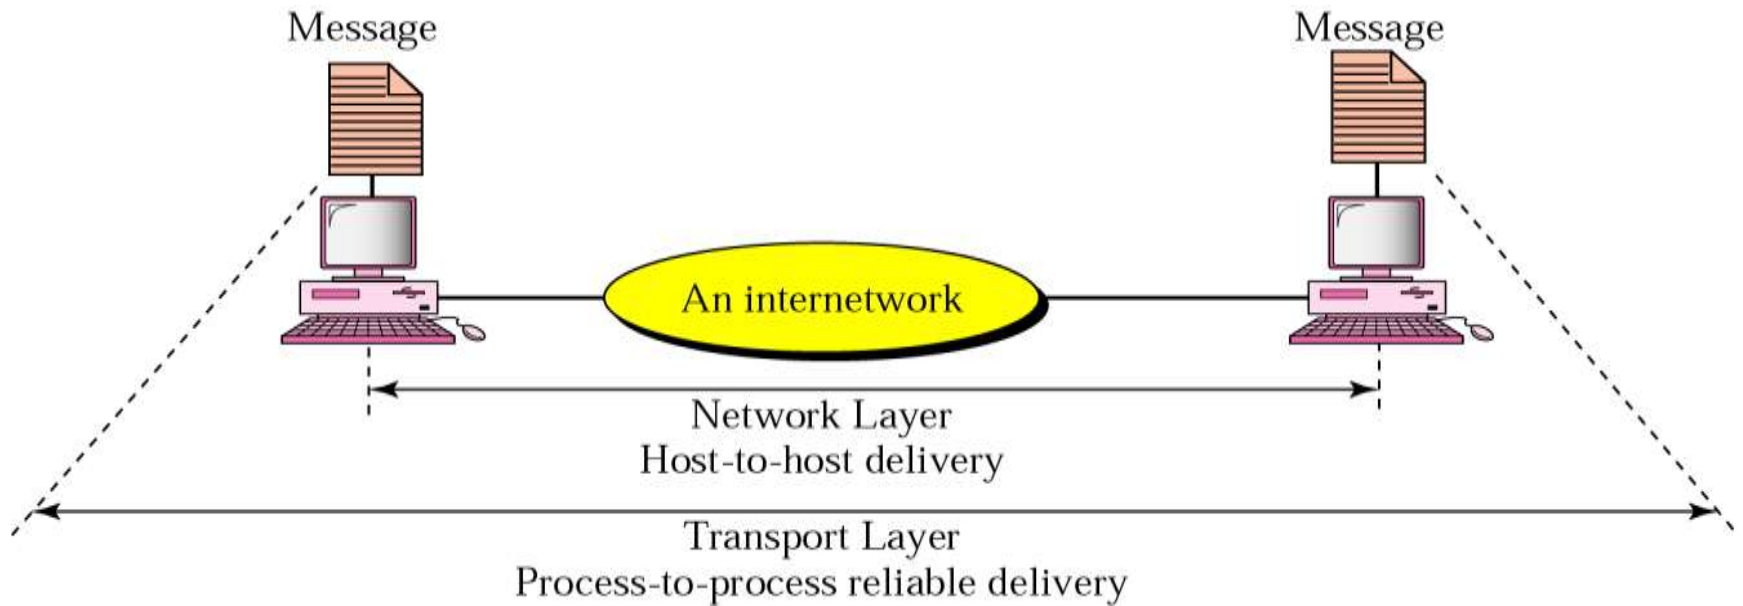 Message
Message
An internetwork
Network Layer
Host-to-host delivery
Transport Layer
Process-to-process reliable delivery